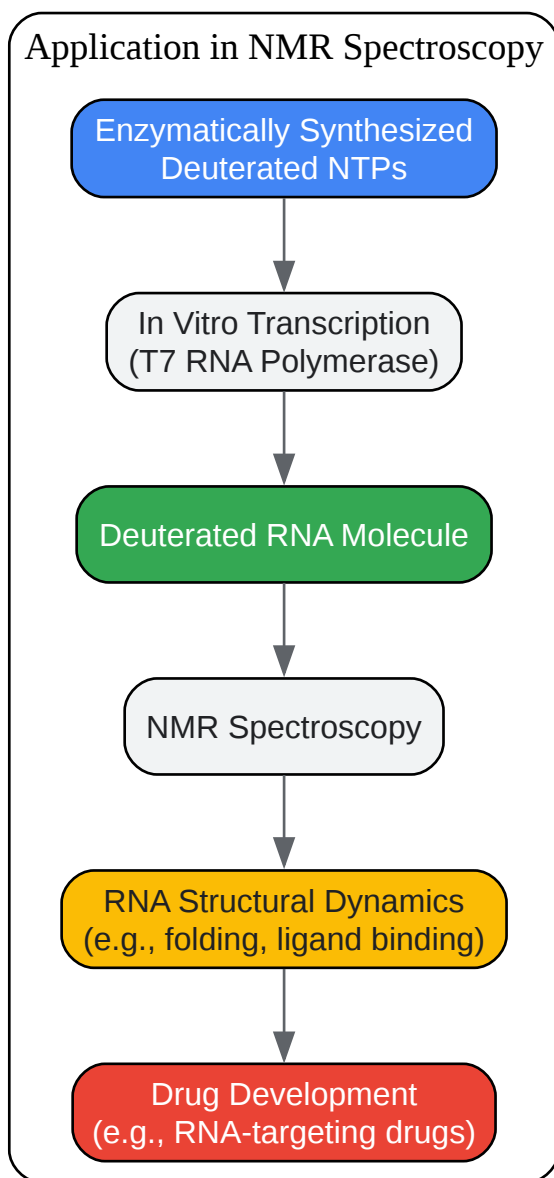 Application in NMR Spectroscopy
Enzymatically Synthesized
Deuterated NTPs
In Vitro Transcription
(T7 RNA Polymerase)
Deuterated RNA Molecule
NMR Spectroscopy
RNA Structural Dynamics
(e.g., folding, ligand binding)
Drug Development
(e.g., RNA-targeting drugs)